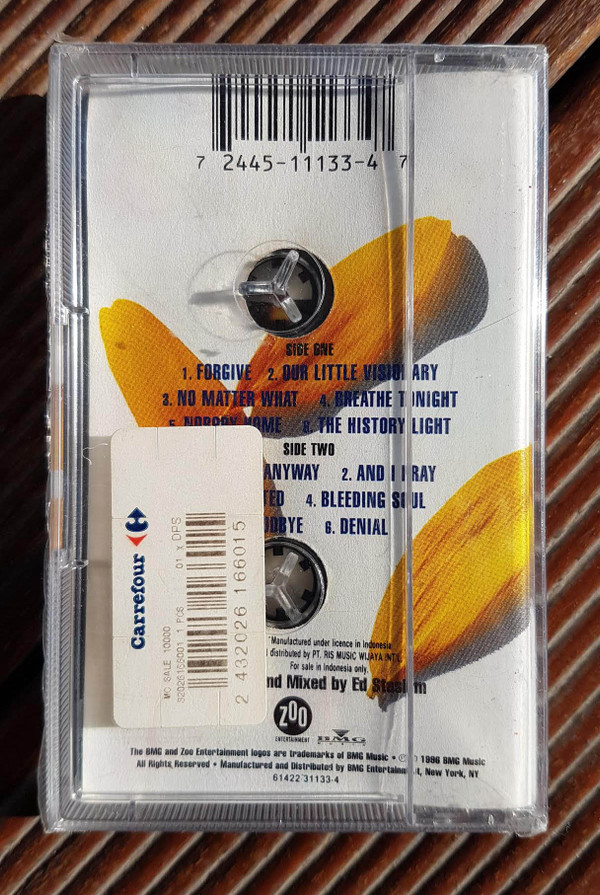 7 2445-11133-4 7
SIDE ONE
1. FORGIVE 2. OUR LITTLE VISIONARY
3. NO MATTER WHAT 4. BREATHE TONIGHT
5. NOBODY HOME 6. THE HISTORY LIGHT
SIDE TWO
ANYWAY 2. AND I PRAY
TED 4. BLEEDING SOUL
ODBYE 6. DENIAL
Carrefour
MC SALE 10000
01 X DPS
1 PCS
2 432026 166015
Manufactured under licence in Indonesia
distributed by PT. RIS MUSIC WIJAYA INT'L
For sale in Indonesia only.
nd Mixed by Ed Stasium
ZOO
ENTERTAINMENT
BMG
MUSIC
The BMG and Zoo Entertainment logos are trademarks of BMG Music • ℗ © 1996 BMG Music
All Rights Reserved • Manufactured and Distributed by BMG Entertainment, New York, NY
61422/31133-4